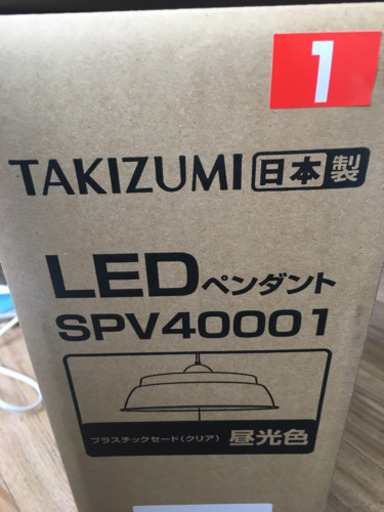 1
TAKIZUMI 日本製
LEDペンダント
SPV40001
プラスチックセード(クリア) 昼光色